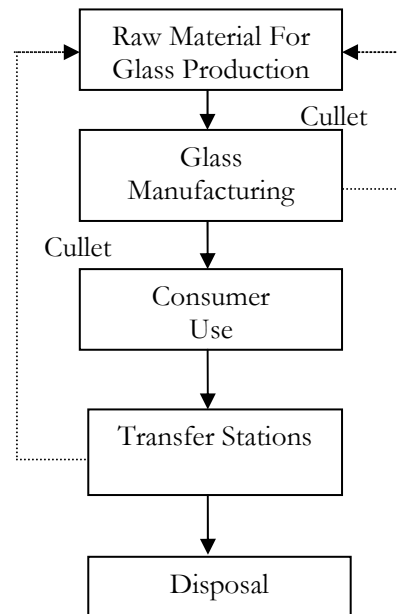 Raw Material For
Glass Production
Cullet
Glass
Manufacturing
Cullet
Consumer
Use
Transfer Stations
Disposal